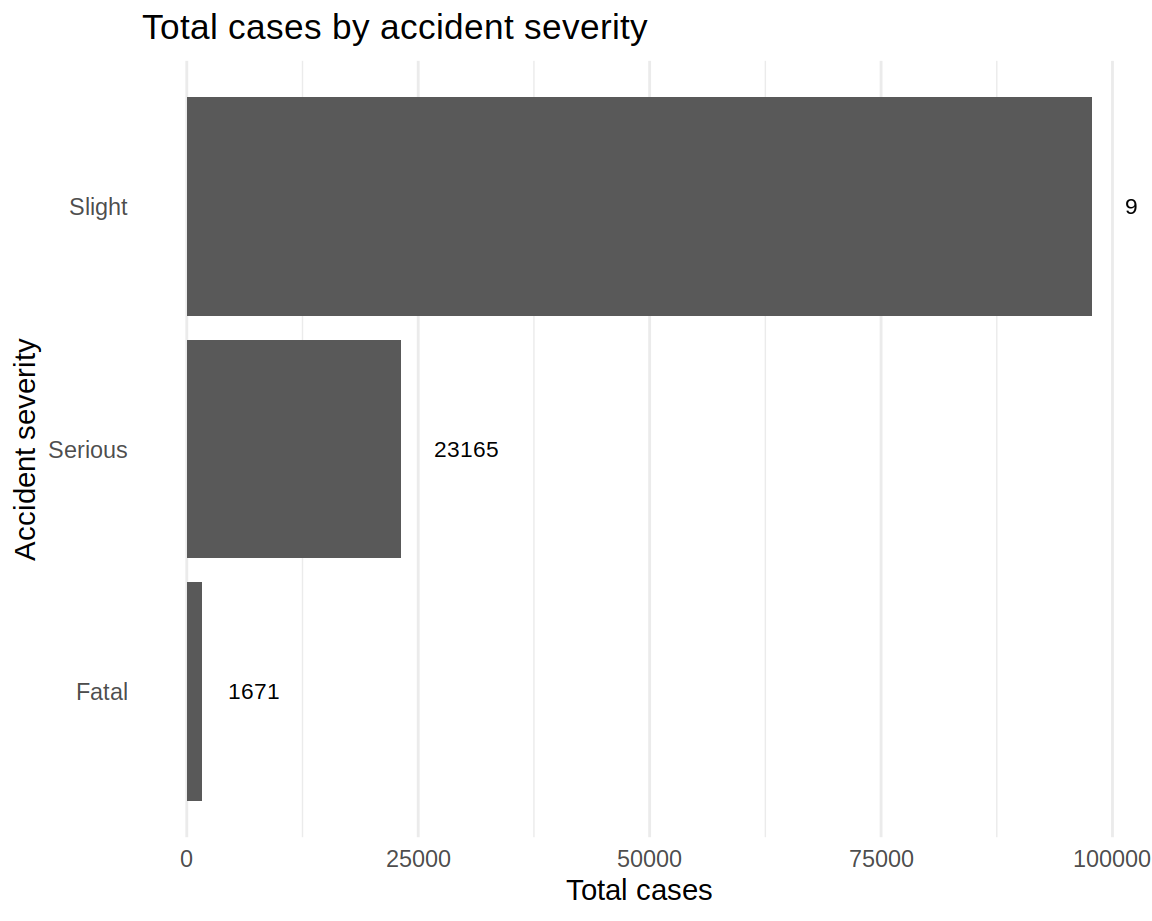 Total cases by accident severity
Slight
9
Accident severity
Serious
23165
Fatal
1671
0 25000 50000 75000 100000
Total cases